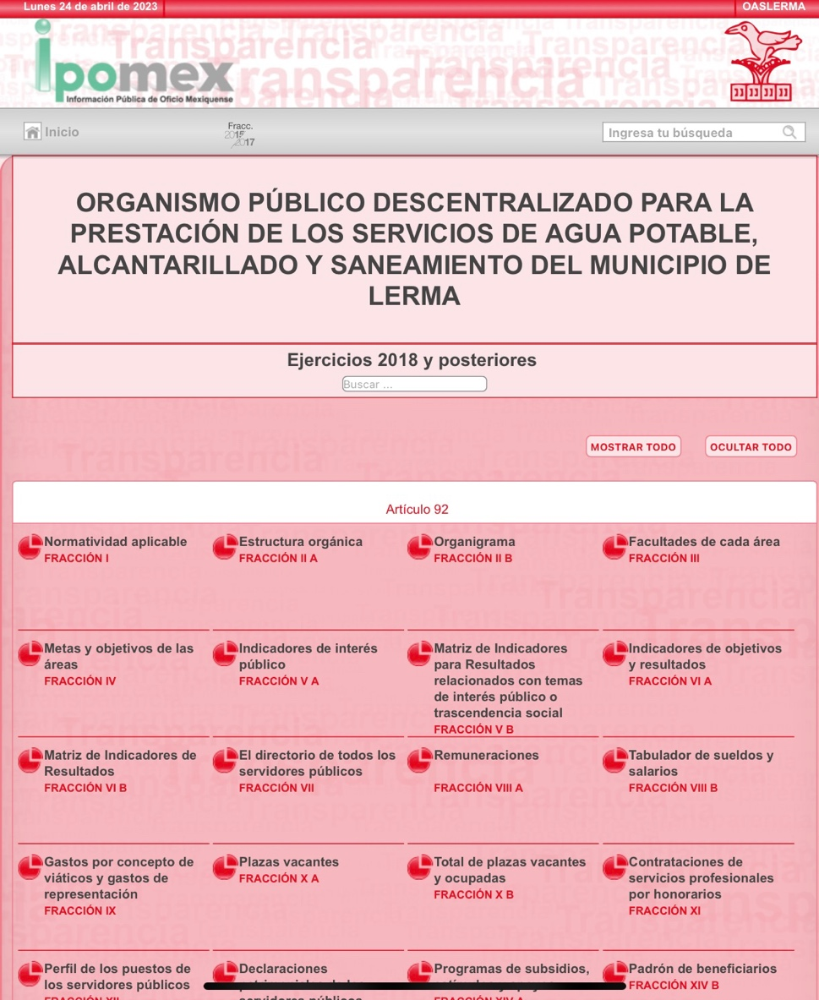 Lunes 24 de abril de 2023
OASLERMA
ipomex
Información Pública de Oficio Mexiquense
Transparencia
Inicio
Fracc.
2015
2017
Ingresa tu búsqueda
ORGANISMO PÚBLICO DESCENTRALIZADO PARA LA
PRESTACIÓN DE LOS SERVICIOS DE AGUA POTABLE,
ALCANTARILLADO Y SANEAMIENTO DEL MUNICIPIO DE
LERMA
Ejercicios 2018 y posteriores
Buscar ...
MOSTRAR TODO
OCULTAR TODO
Artículo 92
Normatividad aplicable
FRACCIÓN I
Estructura orgánica
FRACCIÓN II A
Organigrama
FRACCIÓN II B
Facultades de cada área
FRACCIÓN III
Metas y objetivos de las
áreas
FRACCIÓN IV
Indicadores de interés
público
FRACCIÓN V A
Matriz de Indicadores
para Resultados
relacionados con temas
de interés público o
trascendencia social
FRACCIÓN V B
Indicadores de objetivos
y resultados
FRACCIÓN VI A
Matriz de Indicadores de
Resultados
FRACCIÓN VI B
El directorio de todos los
servidores públicos
FRACCIÓN VII
Remuneraciones
FRACCIÓN VIII A
Tabulador de sueldos y
salarios
FRACCIÓN VIII B
Gastos por concepto de
viáticos y gastos de
representación
FRACCIÓN IX
Plazas vacantes
FRACCIÓN X A
Total de plazas vacantes
y ocupadas
FRACCIÓN X B
Contrataciones de
servicios profesionales
por honorarios
FRACCIÓN XI
Perfil de los puestos de
los servidores públicos
FRACCIÓN XII
Declaraciones
servidores públicos
Programas de subsidios,
FRACCIÓN XIV A
Padrón de beneficiarios
FRACCIÓN XIV B